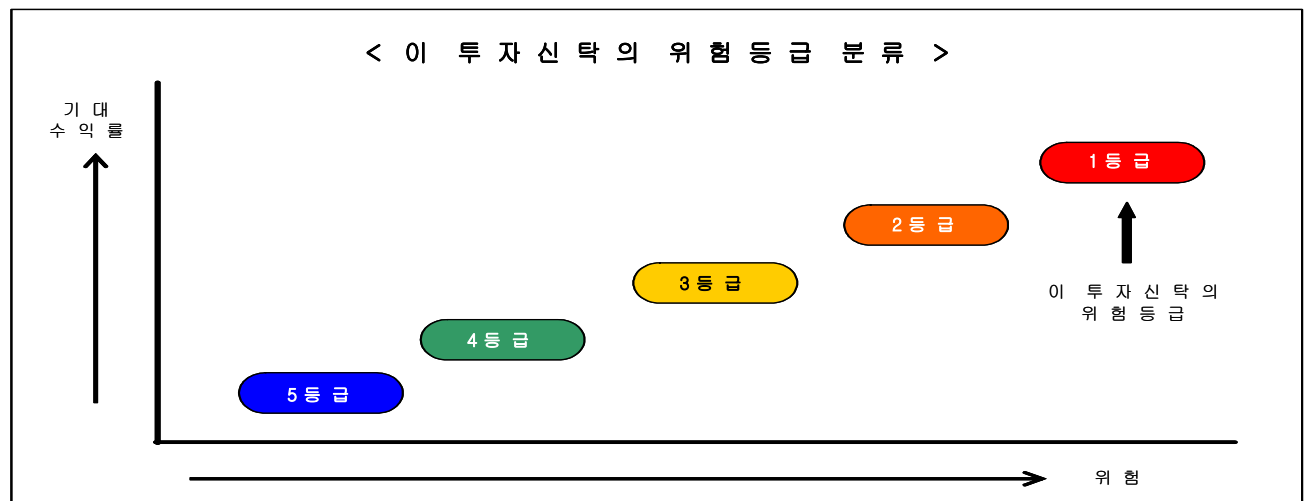 < 이 투자신탁의 위험등급 분류 >
기대
수익률
1등급
2등급
3등급
이 투자신탁의
위험등급
4등급
5등급
위험